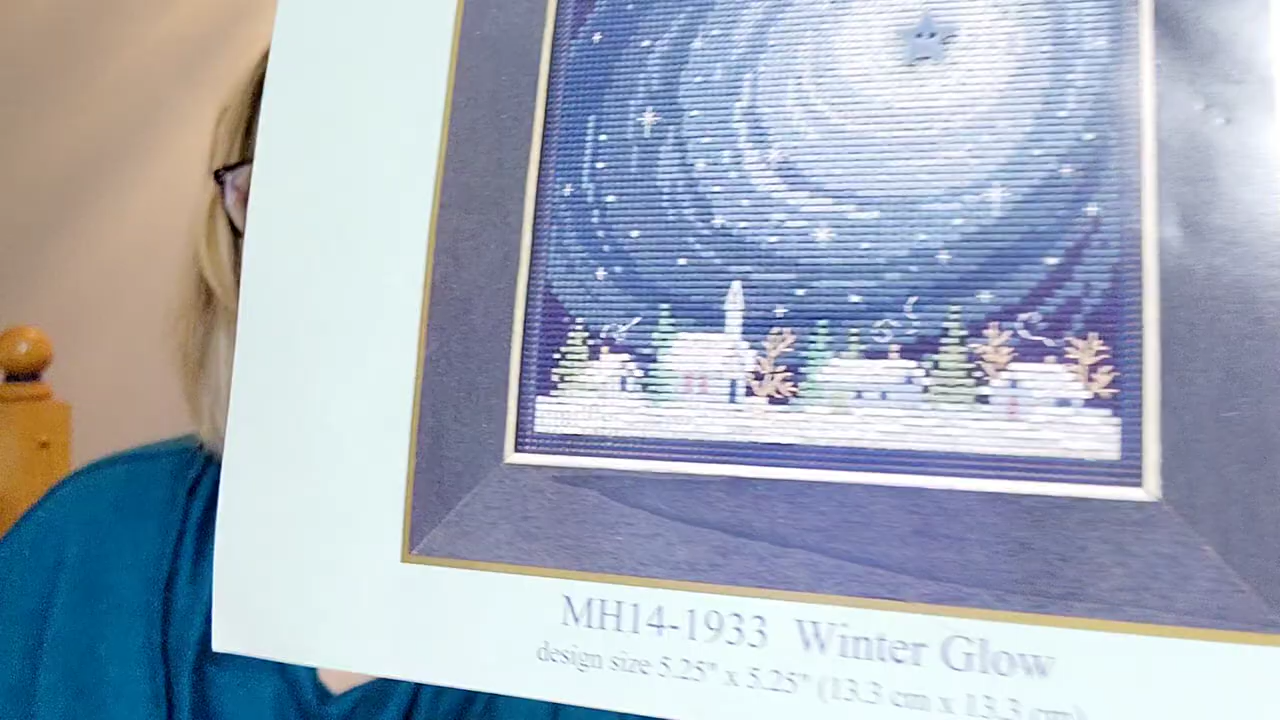 MH14-1933 Winter Glow
design size 5.25" x 5.25" (13.3 cm x 13.3 cm)